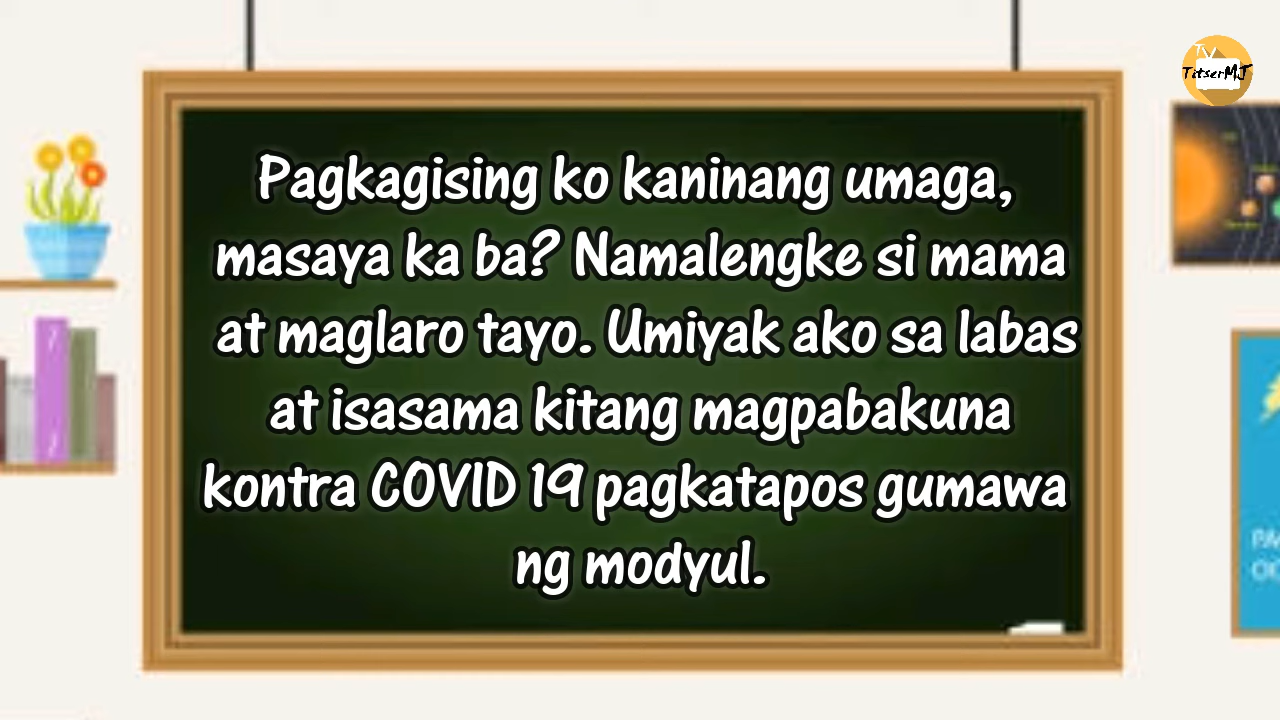 Pagkagising ko kaninang umaga,
masaya ka ba? Namalengke si mama
at maglaro tayo. Umiyak ako sa labas
at isasama kitang magpabakuna
kontra COVID 19 pagkatapos gumawa
ng modyul.
TV
TitserMJ